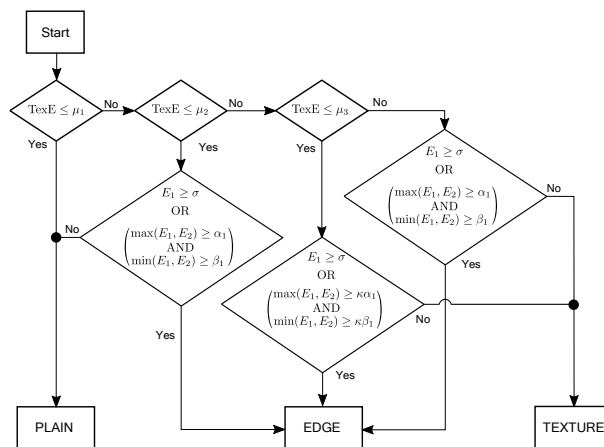 Start
TexE ≤ μ₁
No
TexE ≤ μ₂
No
TexE ≤ μ₃
No
Yes
Yes
Yes
E₁ ≥ σ
OR
(max(E₁, E₂) ≥ α₁
AND
min(E₁, E₂) ≥ β₁)
No
Yes
E₁ ≥ σ
OR
(max(E₁, E₂) ≥ κα₁
AND
min(E₁, E₂) ≥ κβ₁)
No
Yes
E₁ ≥ σ
OR
(max(E₁, E₂) ≥ α₁
AND
min(E₁, E₂) ≥ β₁)
No
Yes
PLAIN
EDGE
TEXTURE